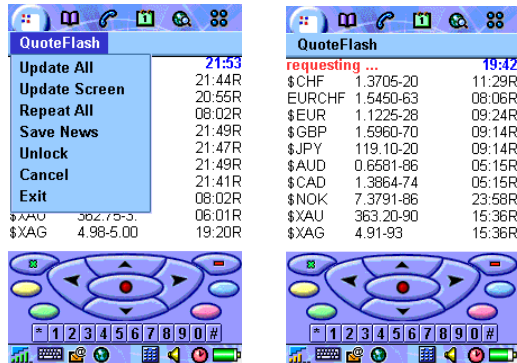 QuoteFlash
Update All 21:53
Update Screen 21:44R
20:55R
Repeat All 08:02R
Save News 21:49R
Unlock 21:47R
21:49R
Cancel 21:41R
Exit 08:02R
$XAU 362.75-3. 06:01R
$XAG 4.98-5.00 19:20R
* 1 2 3 4 5 6 7 8 9 0 #
QuoteFlash
requesting ... 19:42
$CHF 1.3705-20 11:29R
EURCHF 1.5450-63 08:06R
$EUR 1.1225-28 09:24R
$GBP 1.5960-70 09:14R
$JPY 119.10-20 09:14R
$AUD 0.6581-86 05:15R
$CAD 1.3864-74 05:15R
$NOK 7.3791-86 23:58R
$XAU 363.20-90 15:36R
$XAG 4.91-93 15:36R
* 1 2 3 4 5 6 7 8 9 0 #